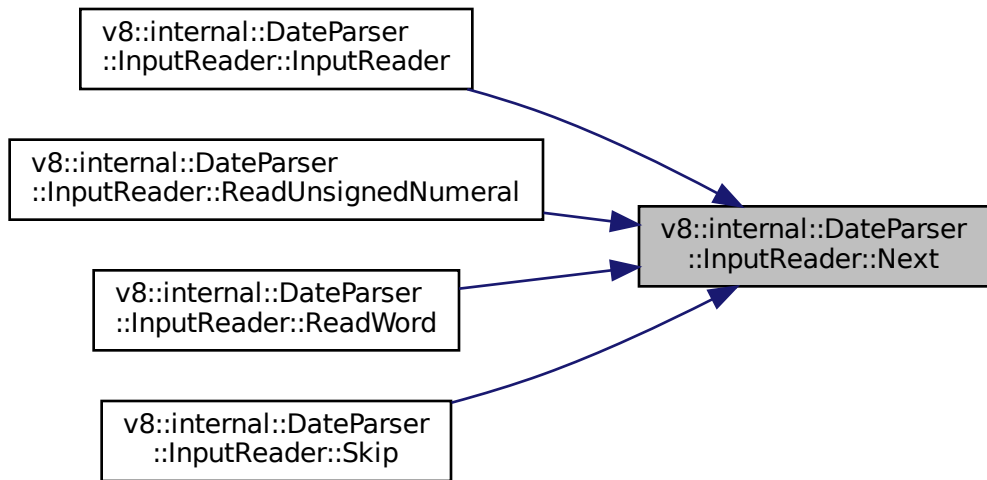 v8::internal::DateParser
::InputReader::InputReader
v8::internal::DateParser
::InputReader::ReadUnsignedNumeral
v8::internal::DateParser
::InputReader::Next
v8::internal::DateParser
::InputReader::ReadWord
v8::internal::DateParser
::InputReader::Skip